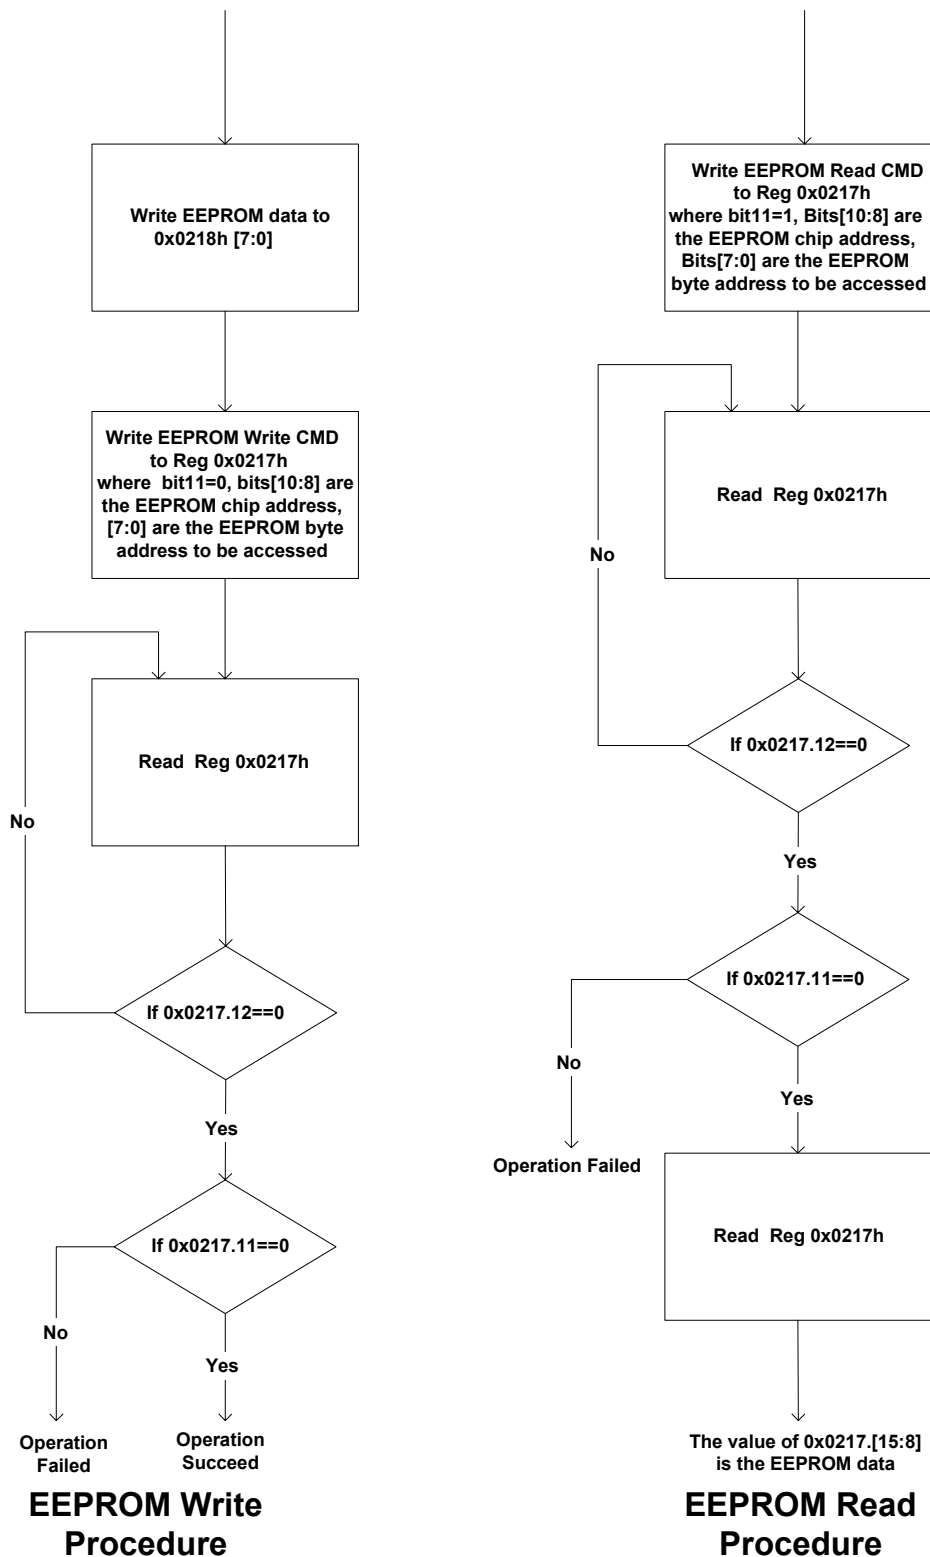 Write EEPROM data to
0x0218h [7:0]
Write EEPROM Write CMD
to Reg 0x0217h
where bit11=0, bits[10:8] are
the EEPROM chip address,
[7:0] are the EEPROM byte
address to be accessed
Read Reg 0x0217h
No
If 0x0217.12==0
Yes
If 0x0217.11==0
No
Yes
Operation
Failed
Operation
Succeed
EEPROM Write
Procedure
Write EEPROM Read CMD
to Reg 0x0217h
where bit11=1, Bits[10:8] are
the EEPROM chip address,
Bits[7:0] are the EEPROM
byte address to be accessed
Read Reg 0x0217h
No
If 0x0217.12==0
Yes
If 0x0217.11==0
No
Yes
Operation Failed
Read Reg 0x0217h
The value of 0x0217.[15:8]
is the EEPROM data
EEPROM Read
Procedure